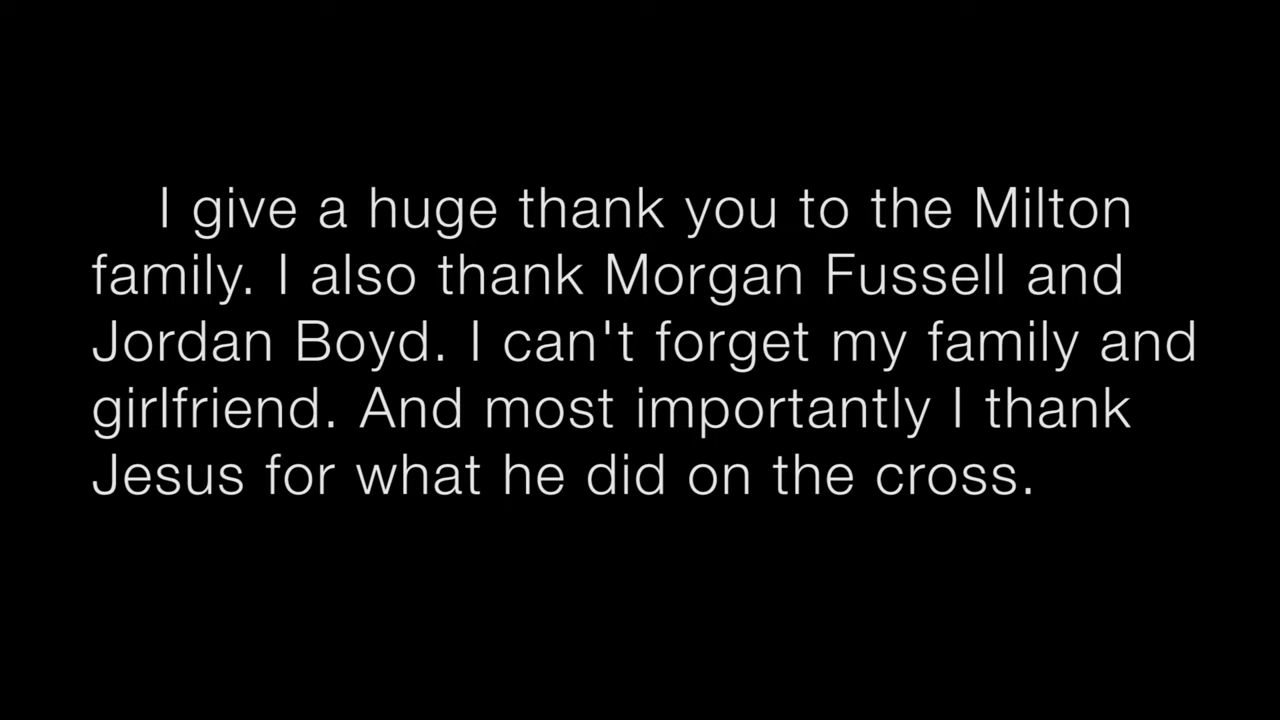 I give a huge thank you to the Milton
family. I also thank Morgan Fussell and
Jordan Boyd. I can't forget my family and
girlfriend. And most importantly I thank
Jesus for what he did on the cross.